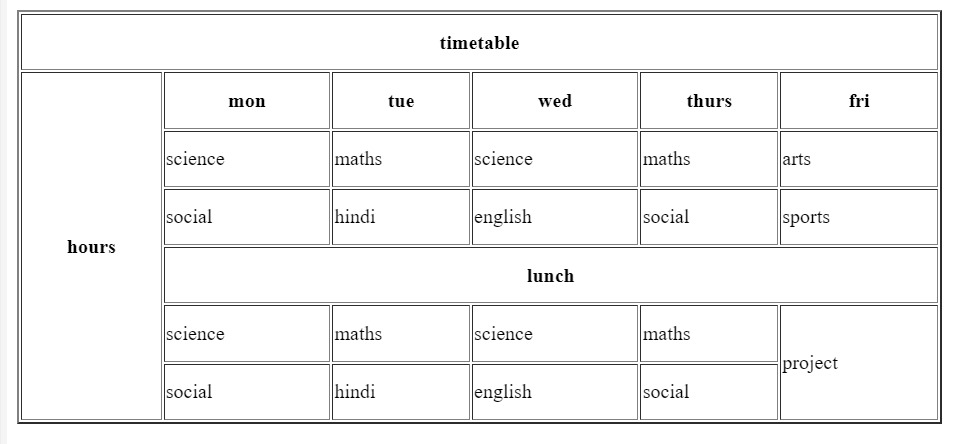 timetable
mon tue wed thurs fri
science maths science maths arts
social hindi english social sports
hours
lunch
science maths science maths
project
social hindi english social